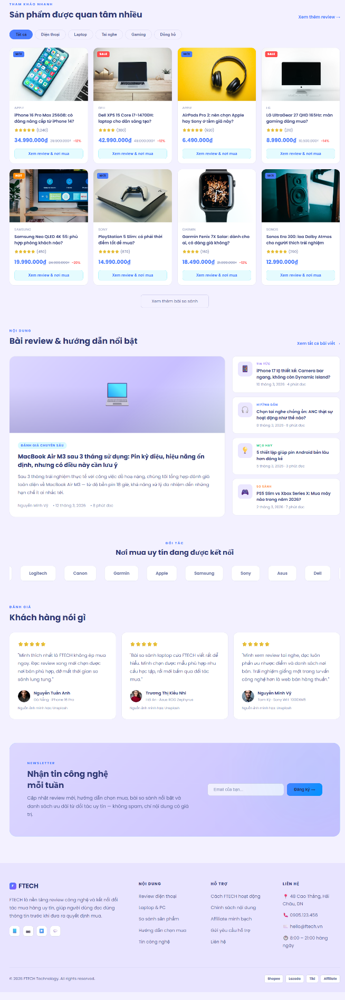 THAM KHẢO NHANH
Sản phẩm được quan tâm nhiều
Xem thêm review →
Tất cả
Điện thoại
Laptop
Tai nghe
Gaming
Đồng hồ
MỚI
SALE
MỚI
SALE
APPLE
iPhone 16 Pro Max 256GB: có
đáng nâng cấp từ iPhone 14?
★★★★★ (1.240)
34.990.000₫ 39.900.000₫ -12%
Xem review & nơi mua
DELL
Dell XPS 15 Core i7-14700H:
laptop cho dân sáng tạo?
★★★★ (380)
42.990.000₫ 49.000.000₫ -12%
Xem review & nơi mua
APPLE
AirPods Pro 2: nên chọn Apple
hay Sony ở tầm giá này?
★★★★★ (920)
6.490.000₫
Xem review & nơi mua
LG
LG UltraGear 27 QHD 165Hz: màn
gaming đáng mua?
★★★★ (210)
8.990.000₫ 10.500.000₫ -14%
Xem review & nơi mua
HOT
MỚI
MỚI
SAMSUNG
Samsung Neo QLED 4K 55: phù
hợp phòng khách nào?
★★★★★ (450)
19.990.000₫ 24.900.000₫ -20%
Xem review & nơi mua
SONY
PlayStation 5 Slim: có phải thời
điểm tốt để mua?
★★★★★ (870)
14.990.000₫
Xem review & nơi mua
GARMIN
Garmin Fenix 7X Solar: dành cho
ai, có đáng giá không?
★★★★ (160)
18.490.000₫ 21.000.000₫ -12%
Xem review & nơi mua
SONOS
Sonos Era 300: loa Dolby Atmos
cho người thích trải nghiệm
★★★★★ (290)
12.990.000₫
Xem review & nơi mua
Xem thêm bài so sánh
NỘI DUNG
Bài review & hướng dẫn nổi bật
Xem tất cả bài viết →
ĐÁNH GIÁ CHUYÊN SÂU
MacBook Air M3 sau 3 tháng sử dụng: Pin kỳ diệu, hiệu năng ổn
định, nhưng có điều này cần lưu ý
Sau 3 tháng trải nghiệm thực tế với công việc đồ hoạ nặng, chúng tôi tổng hợp đánh giá
toàn diện về MacBook Air M3 — từ độ bền pin 18 giờ, khả năng xử lý đa nhiệm đến những
hạn chế ít ai nhắc tới.
Nguyễn Minh Vỹ • 12 tháng 3, 2026 • 8 phút đọc
TIN TỨC
iPhone 17 lộ thiết kế: Camera bar
ngang, không còn Dynamic Island?
10 tháng 3, 2026 · 4 phút đọc
HƯỚNG DẪN
Chọn tai nghe chống ồn: ANC thật sự
hoạt động như thế nào?
8 tháng 3, 2026 · 6 phút đọc
MẸO HAY
5 thiết lập giúp pin Android bền lâu
hơn đáng kể
5 tháng 3, 2026 · 3 phút đọc
SO SÁNH
PS5 Slim vs Xbox Series X: Mua máy
nào trong năm 2026?
2 tháng 3, 2026 · 7 phút đọc
ĐỐI TÁC
Nơi mua uy tín đang được kết nối
Logitech
Canon
Garmin
Apple
Samsung
Sony
Asus
Dell
ĐÁNH GIÁ
Khách hàng nói gì
★★★★★
"Mình thích nhất là FTECH không ép mua
ngay. Đọc review xong mới chọn được
nơi bán phù hợp, đỡ mất thời gian so
sánh lung tung."
Nguyễn Tuấn Anh
Đà Nẵng · iPhone 16 Pro
Nguồn ảnh minh họa: Unsplash
★★★★★
"Bài so sánh laptop của FTECH viết rất dễ
hiểu. Mình chọn được mẫu phù hợp nhu
cầu học tập, rồi mới bấm qua đối tác
mua."
Trương Thị Kiều Nhi
Hội An · Asus ROG Zephyrus
Nguồn ảnh minh họa: Unsplash
★★★★★
"Mình xem review tai nghe, đọc luôn
phần ưu nhược điểm và danh sách nơi
bán. Trải nghiệm giống một trang tư vấn
công nghệ hơn là web bán hàng thuần."
Nguyễn Minh Vỹ
Tam Kỳ · Sony WH-1000XM5
Nguồn ảnh minh họa: Unsplash
NEWSLETTER
Nhận tin công nghệ
mỗi tuần
Cập nhật review mới, hướng dẫn chọn mua, bài so sánh nổi bật và
danh sách ưu đãi từ đối tác uy tín — không spam, chỉ nội dung có giá
trị.
Email của bạn...
Đăng ký →
F FTECH
FTECH là nền tảng review công nghệ và kết nối đối
tác mua hàng uy tín, giúp người dùng đọc đúng
thông tin trước khi đưa ra quyết định mua.
NỘI DUNG
Review điện thoại
Laptop & PC
So sánh sản phẩm
Hướng dẫn chọn mua
Tin công nghệ
HỖ TRỢ
Cách FTECH hoạt động
Chính sách nội dung
Affiliate minh bạch
Gửi yêu cầu hỗ trợ
Liên hệ
LIÊN HỆ
48 Cao Thắng, Hải
Châu, ĐN
0905.123.456
hello@ftech.vn
8:00 – 21:00 hàng
ngày
© 2026 FTECH Technology. All rights reserved.
Shopee
Lazada
Tiki
Affiliate